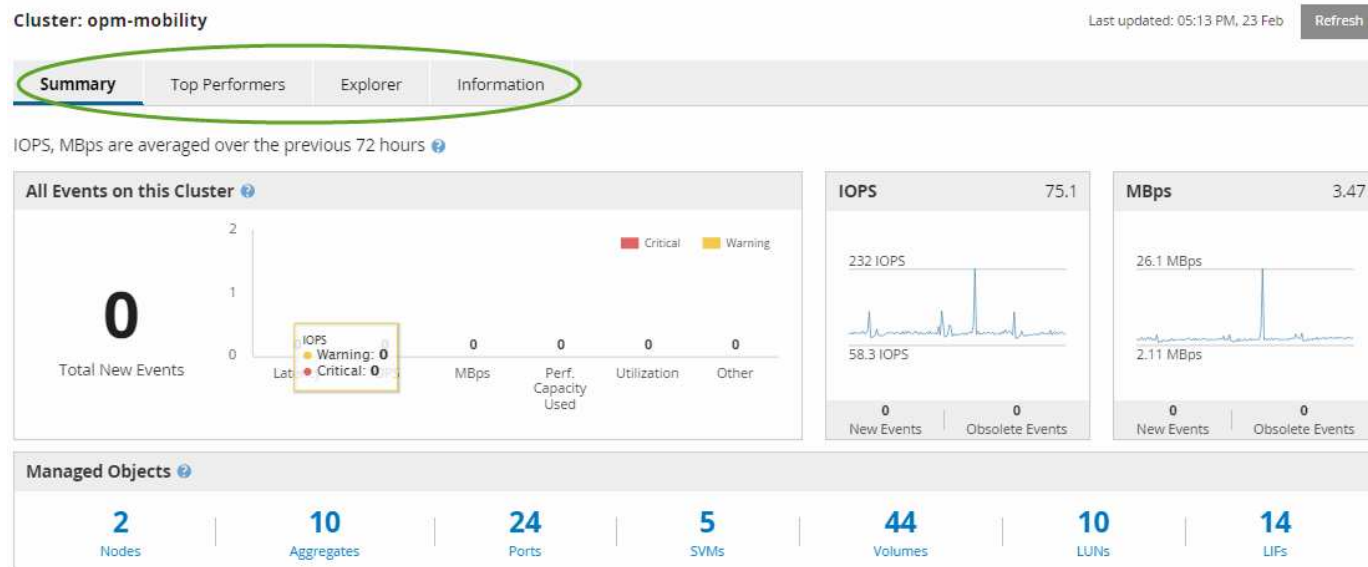 Cluster: opm-mobility
Last updated: 05:13 PM, 23 Feb
Refresh
Summary Top Performers Explorer Information
IOPS, MBps are averaged over the previous 72 hours
All Events on this Cluster
0
Total New Events
2
1
0
Critical Warning
IOPS
Warning: 0
Critical: 0
0 0 0 0
MBps Perf. Capacity Used Utilization Other
IOPS 75.1
232 IOPS
58.3 IOPS
0 0
New Events Obsolete Events
MBps 3.47
26.1 MBps
2.11 MBps
0 0
New Events Obsolete Events
Managed Objects
2 10 24 5 44 10 14
Nodes Aggregates Ports SVMs Volumes LUNs LIFs